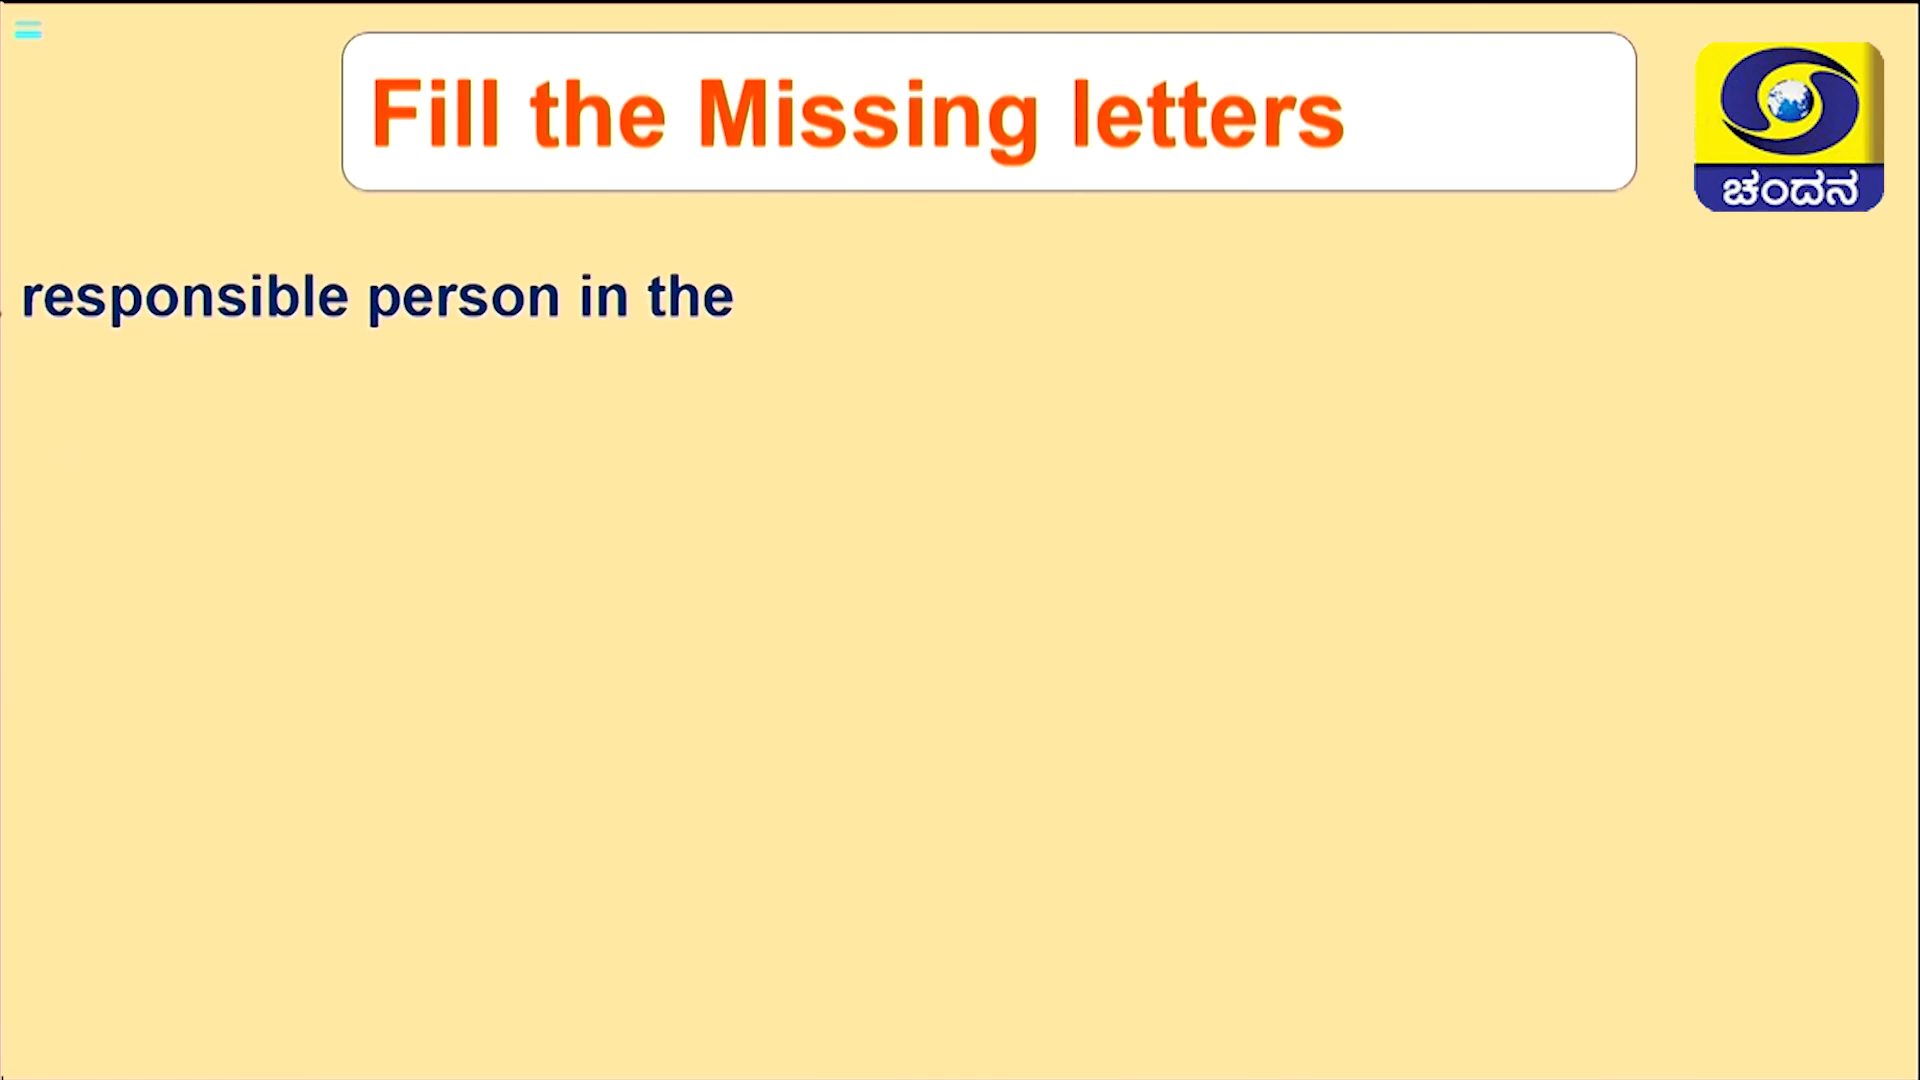 Fill the Missing letters
ಚಂದನ
responsible person in the